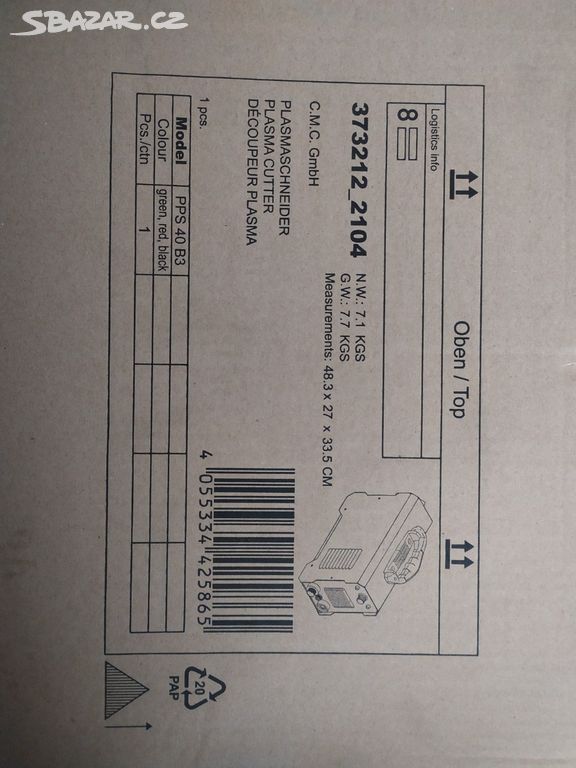 SBAZAR.CZ
Oben / Top
Logistics Info
8
373212_2104
N.W.: 7.1 KGS
G.W.: 7.7 KGS
Measurements: 48.3 x 27 x 33.5 CM
C.M.C. GmbH
PLASMASCHNEIDER
PLASMA CUTTER
DÉCOUPEUR PLASMA
1 pcs.
Model PPS 40 B3
Colour green, red, black
Pcs./ctn 1
4 055334 425865
20
PAP